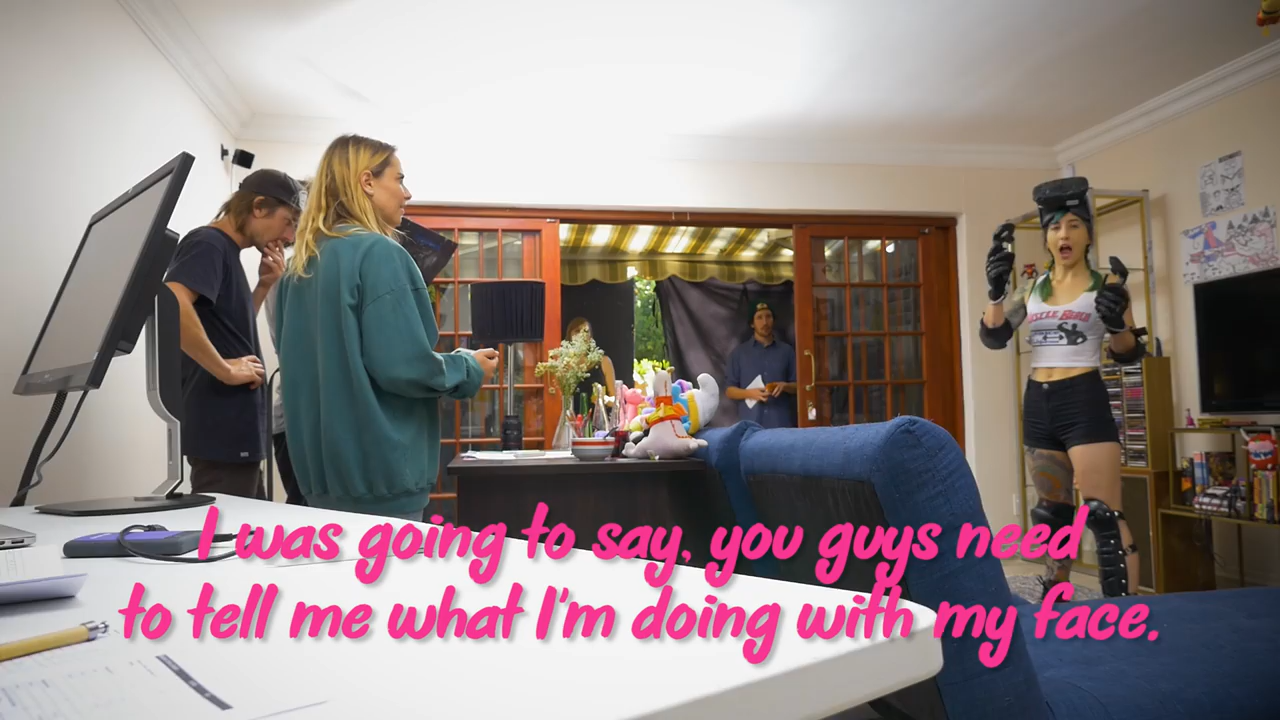 I was going to say, you guys need
to tell me what I'm doing with my face.